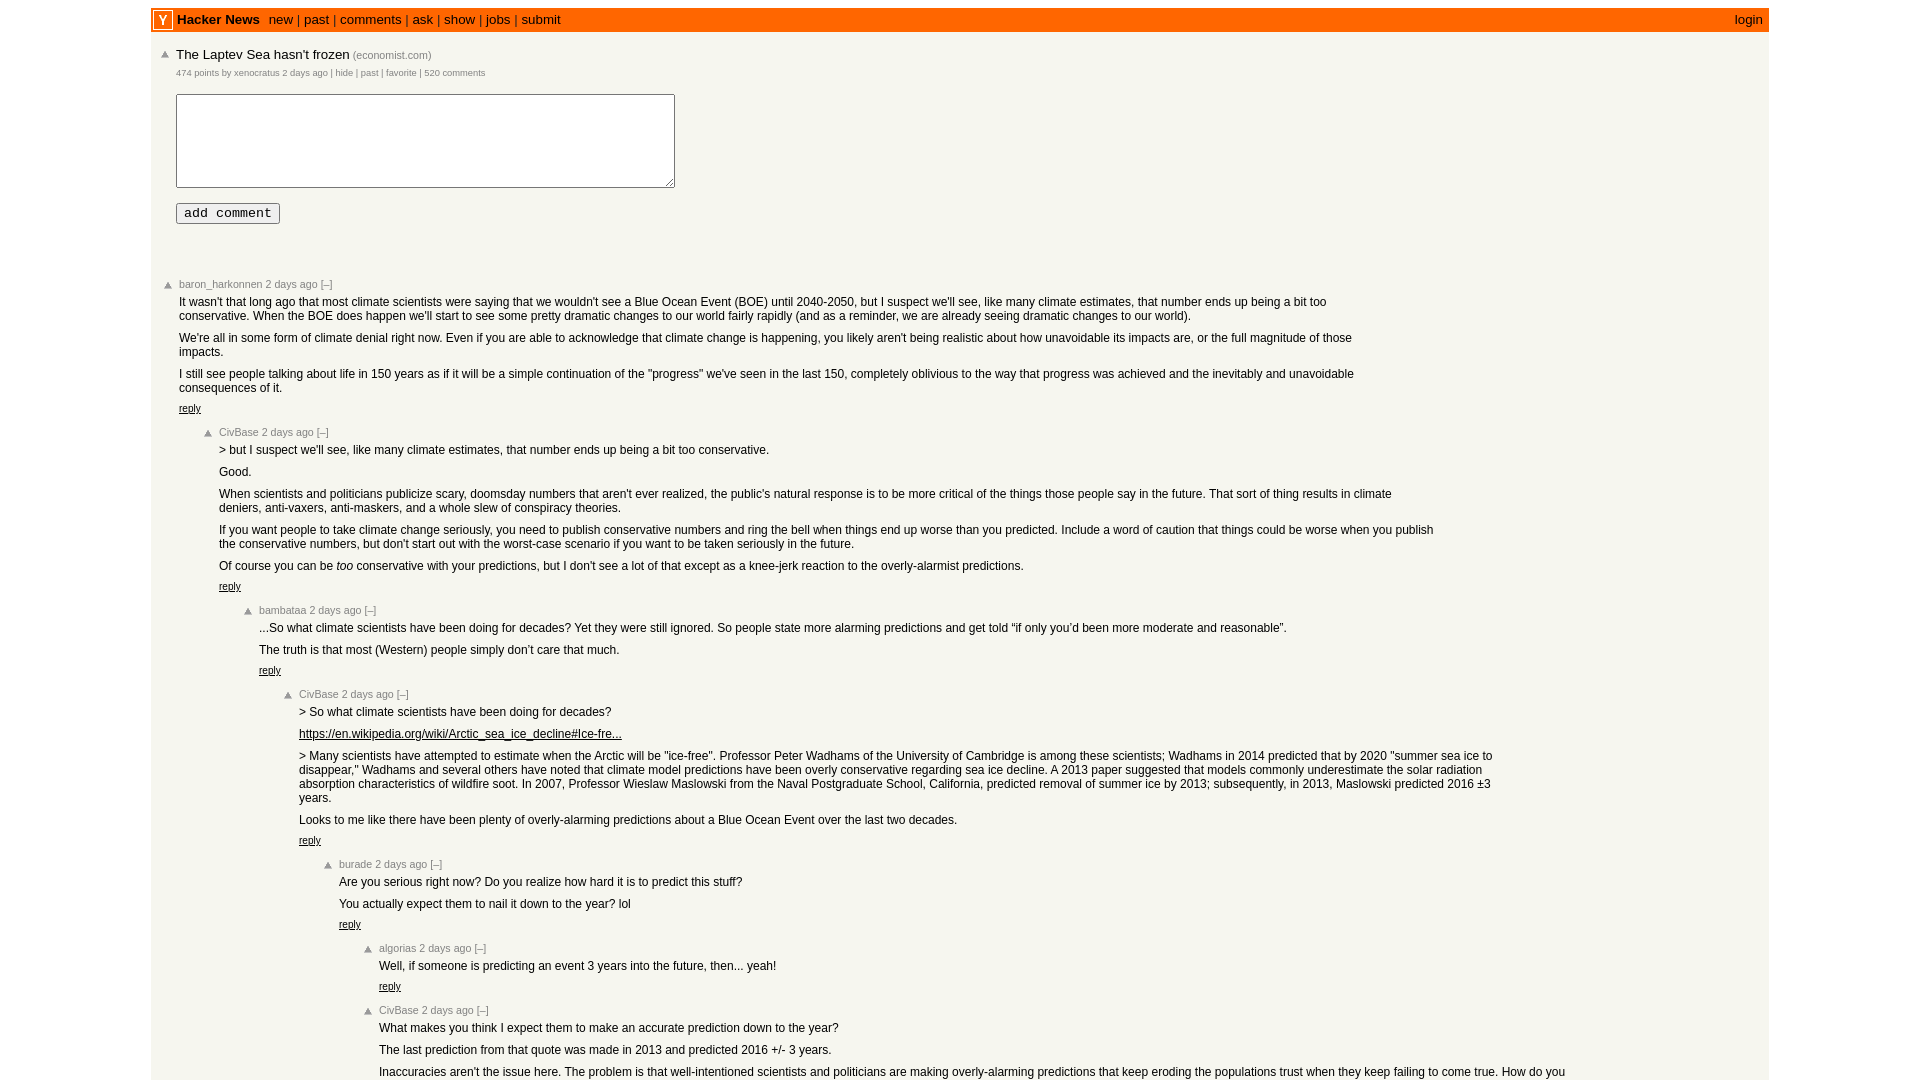 Y Hacker News new | past | comments | ask | show | jobs | submit login
The Laptev Sea hasn't frozen (economist.com)
474 points by xenocratus 2 days ago | hide | past | favorite | 520 comments
add comment
baron_harkonnen 2 days ago [–]
It wasn't that long ago that most climate scientists were saying that we wouldn't see a Blue Ocean Event (BOE) until 2040-2050, but I suspect we'll see, like many climate estimates, that number ends up being a bit too
conservative. When the BOE does happen we'll start to see some pretty dramatic changes to our world fairly rapidly (and as a reminder, we are already seeing dramatic changes to our world).
We're all in some form of climate denial right now. Even if you are able to acknowledge that climate change is happening, you likely aren't being realistic about how unavoidable its impacts are, or the full magnitude of those
impacts.
I still see people talking about life in 150 years as if it will be a simple continuation of the "progress" we've seen in the last 150, completely oblivious to the way that progress was achieved and the inevitably and unavoidable
consequences of it.
reply
CivBase 2 days ago [–]
> but I suspect we'll see, like many climate estimates, that number ends up being a bit too conservative.
Good.
When scientists and politicians publicize scary, doomsday numbers that aren't ever realized, the public's natural response is to be more critical of the things those people say in the future. That sort of thing results in climate
deniers, anti-vaxers, anti-maskers, and a whole slew of conspiracy theories.
If you want people to take climate change seriously, you need to publish conservative numbers and ring the bell when things end up worse than you predicted. Include a word of caution that things could be worse when you publish
the conservative numbers, but don't start out with the worst-case scenario if you want to be taken seriously in the future.
Of course you can be too conservative with your predictions, but I don't see a lot of that except as a knee-jerk reaction to the overly-alarmist predictions.
reply
bambataa 2 days ago [–]
...So what climate scientists have been doing for decades? Yet they were still ignored. So people state more alarming predictions and get told “if only you’d been more moderate and reasonable”.
The truth is that most (Western) people simply don’t care that much.
reply
CivBase 2 days ago [–]
> So what climate scientists have been doing for decades?
https://en.wikipedia.org/wiki/Arctic_sea_ice_decline#Ice-fre...
> Many scientists have attempted to estimate when the Arctic will be "ice-free". Professor Peter Wadhams of the University of Cambridge is among these scientists; Wadhams in 2014 predicted that by 2020 "summer sea ice to
disappear," Wadhams and several others have noted that climate model predictions have been overly conservative regarding sea ice decline. A 2013 paper suggested that models commonly underestimate the solar radiation
absorption characteristics of wildfire soot. In 2007, Professor Wieslaw Maslowski from the Naval Postgraduate School, California, predicted removal of summer ice by 2013; subsequently, in 2013, Maslowski predicted 2016 ±3
years.
Looks to me like there have been plenty of overly-alarming predictions about a Blue Ocean Event over the last two decades.
reply
burade 2 days ago [–]
Are you serious right now? Do you realize how hard it is to predict this stuff?
You actually expect them to nail it down to the year? lol
reply
algorias 2 days ago [–]
Well, if someone is predicting an event 3 years into the future, then... yeah!
reply
CivBase 2 days ago [–]
What makes you think I expect them to make an accurate prediction down to the year?
The last prediction from that quote was made in 2013 and predicted 2016 +/- 3 years.
Inaccuracies aren't the issue here. The problem is that well-intentioned scientists and politicians are making overly-alarming predictions that keep eroding the populations trust when they keep failing to come true. How do you